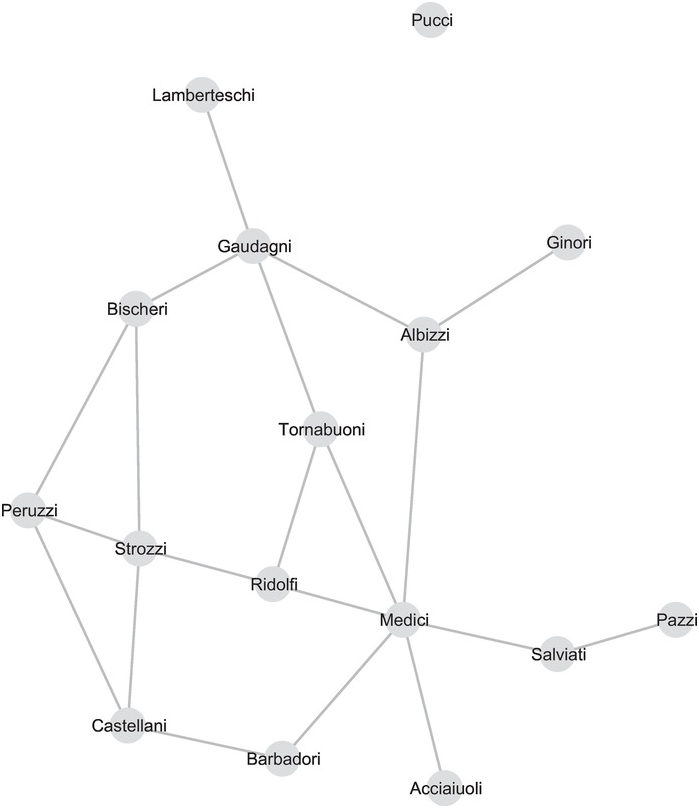 Pucci
Lamberteschi
Gaudagni
Ginori
Bischeri
Albizzi
Tornabuoni
Peruzzi
Strozzi
Ridolfi
Medici
Pazzi
Salviati
Castellani
Barbadori
Acciaiuoli